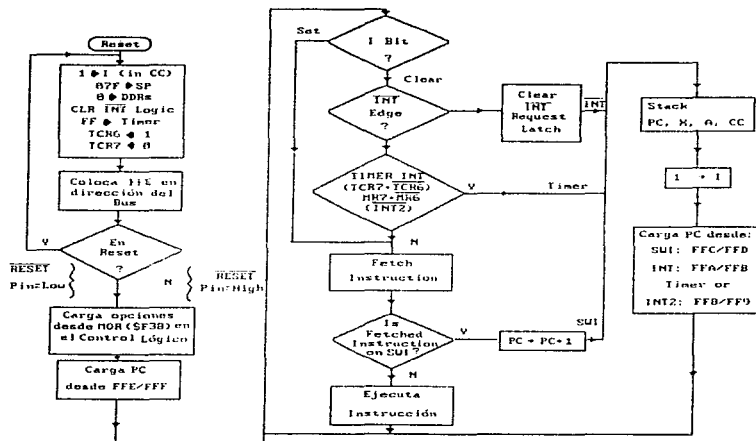 Reset
1 → I (in CC)
07F → SP
0 → DDRs
CLR INT Logic
FF → Timer
TCR6 ← 1
TCR7 ← 0
Coloca FFE en
dirección del
Bus
En
Reset
?
Y
N
RESET
Pin=Low
RESET
Pin=High
Carga opciones
desde MOR($F38) en
el Control Lógico
Carga
PC
desde FFE/FFF
Set
I Bit
?
Clear
INT
Edge
?
Clear
INT
Request
Latch
INT
TIMER INT
(TCR7+TCR6)
MR7+MR6
(INT2)
Y
Timer
N
Fetch
Instruction
Is
Fetched
Instruction
on SWI?
Y
PC → PC+1
SWI
N
Ejecuta
Instrucción
Stack
PC, X, A, CC
1 → I
Carga PC desde:
SWI: FFC/FFD
INT: FFA/FFB
Timer or
INT2: FF8/FF9